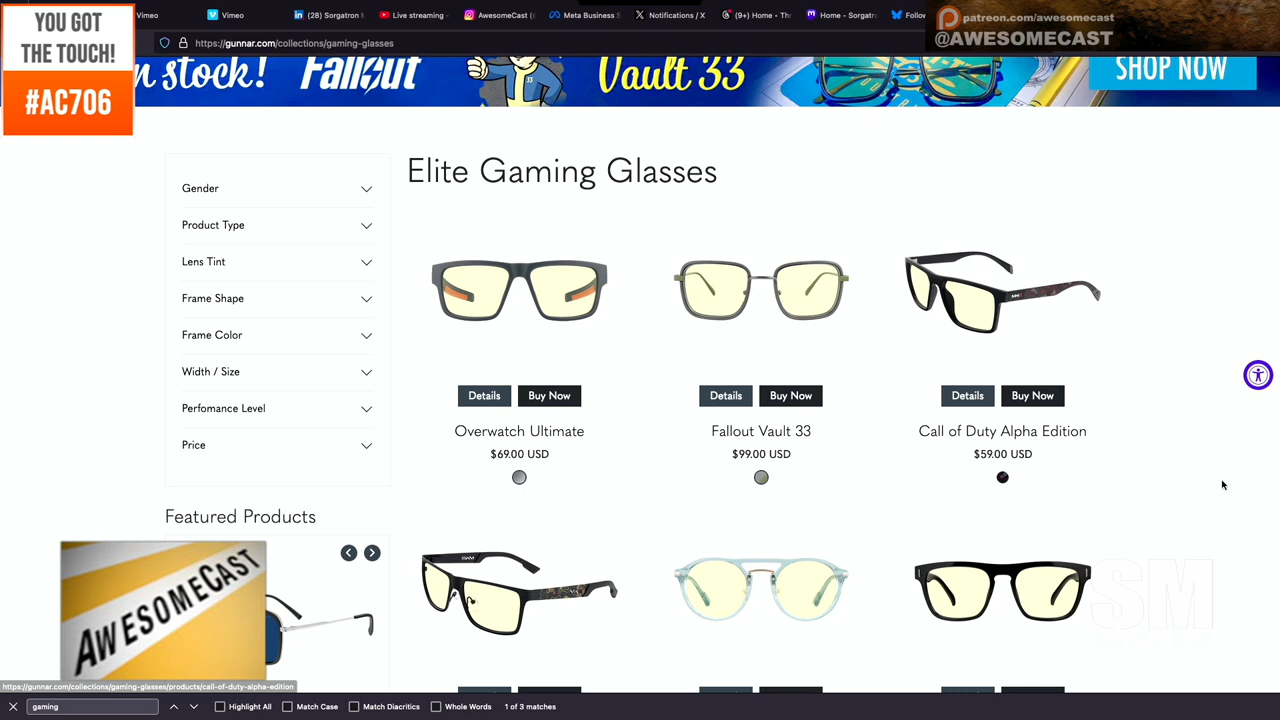 YOU GOT
THE TOUCH!
#AC706
Vimeo
Vimeo
(28) Sorgatron
Live streaming -
AwesomeCast (
Meta Business S
Notifications / X
(9+) Home - Th
Home - Sorgatr
Follow
patreon.com/awesomecast
@AWESOMECAST
https://gunnar.com/collections/gaming-glasses
n stock!
Fallout
Vault 33
SHOP NOW
Elite Gaming Glasses
Gender
Product Type
Lens Tint
Frame Shape
Frame Color
Width / Size
Perfomance Level
Price
Details
Buy Now
Details
Buy Now
Details
Buy Now
Overwatch Ultimate
Fallout Vault 33
Call of Duty Alpha Edition
$69.00 USD
$99.00 USD
$59.00 USD
Featured Products
AWESOMECAST
SM
https://gunnar.com/collections/gaming-glasses/products/call-of-duty-alpha-edition
gaming
Highlight All
Match Case
Match Diacritics
Whole Words
1 of 3 matches